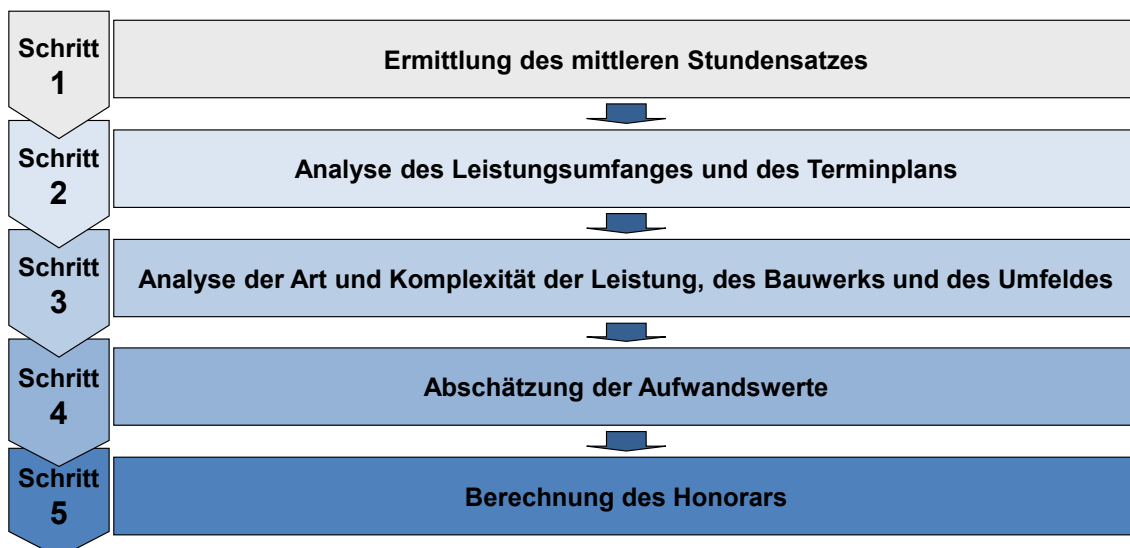 Schritt
1
Ermittlung des mittleren Stundensatzes
Schritt
2
Analyse des Leistungsumfanges und des Terminplans
Schritt
3
Analyse der Art und Komplexität der Leistung, des Bauwerks und des Umfeldes
Schritt
4
Abschätzung der Aufwandswerte
Schritt
5
Berechnung des Honorars